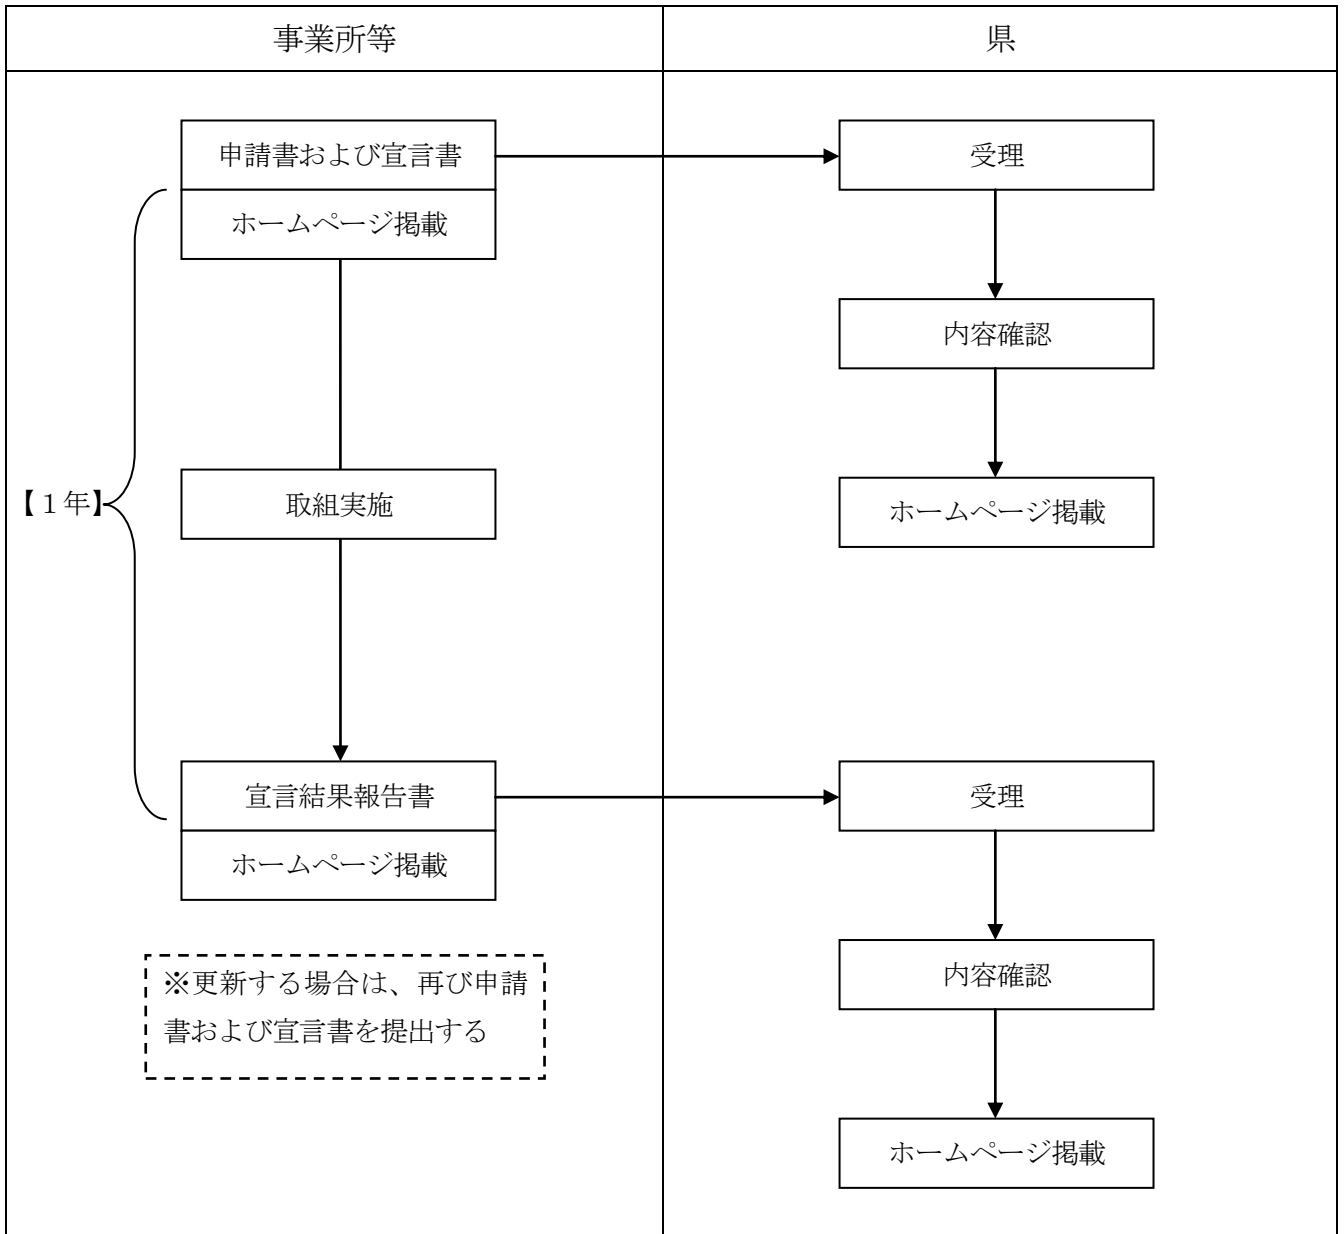 事業所等
県
申請書および宣言書
ホームページ掲載
【１年】
取組実施
宣言結果報告書
ホームページ掲載
※更新する場合は、再び申請
書および宣言書を提出する
受理
内容確認
ホームページ掲載
受理
内容確認
ホームページ掲載